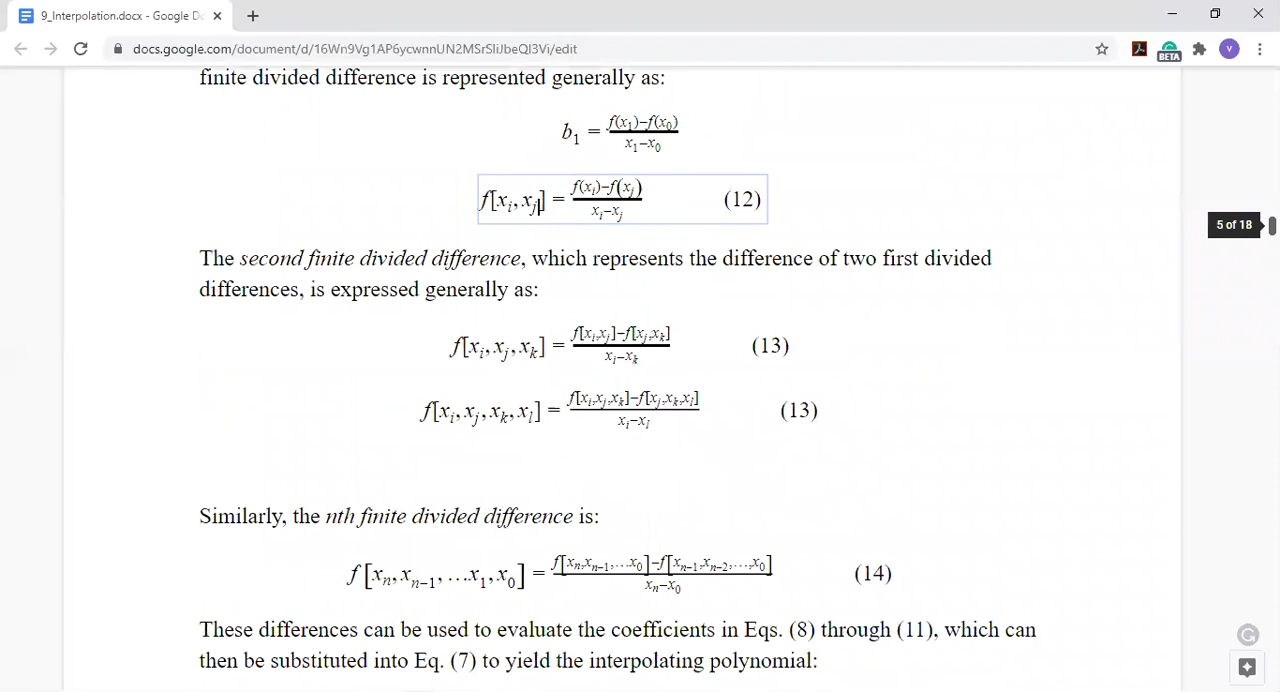 9_Interpolation.docx - Google D
docs.google.com/document/d/16Wn9Vg1AP6ycwnnUN2MSrSliJbeQI3Vi/edit
BETA
v
finite divided difference is represented generally as:
b₁ = f(x₁)−f(x₀) / x₁−x₀
f[xᵢ, xⱼ] = f(xᵢ)−f(xⱼ) / xᵢ−xⱼ (12)
5 of 18
The second finite divided difference, which represents the difference of two first divided
differences, is expressed generally as:
f[xᵢ, xⱼ, xₖ] = f[xᵢ,xⱼ]−f[xⱼ,xₖ] / xᵢ−xₖ (13)
f[xᵢ, xⱼ, xₖ, xₗ] = f[xᵢ,xⱼ,xₖ]−f[xⱼ,xₖ,xₗ] / xᵢ−xₗ (13)
Similarly, the nth finite divided difference is:
f [xₙ, xₙ₋₁, …x₁, x₀] = f[xₙ,xₙ₋₁,…x₀]−f[xₙ₋₁,xₙ₋₂,…,x₀] / xₙ−x₀ (14)
These differences can be used to evaluate the coefficients in Eqs. (8) through (11), which can
then be substituted into Eq. (7) to yield the interpolating polynomial: